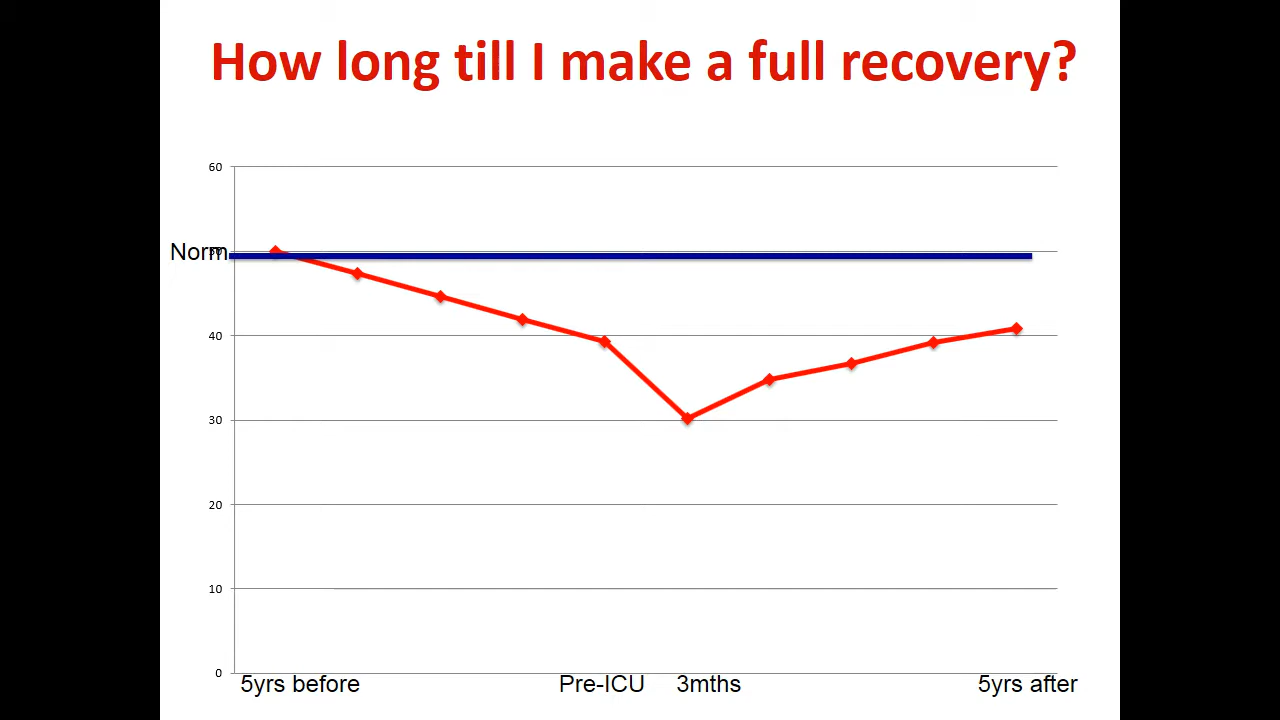 How long till I make a full recovery?
60
Norm
50
40
30
20
10
0
5yrs before
Pre-ICU
3mths
5yrs after